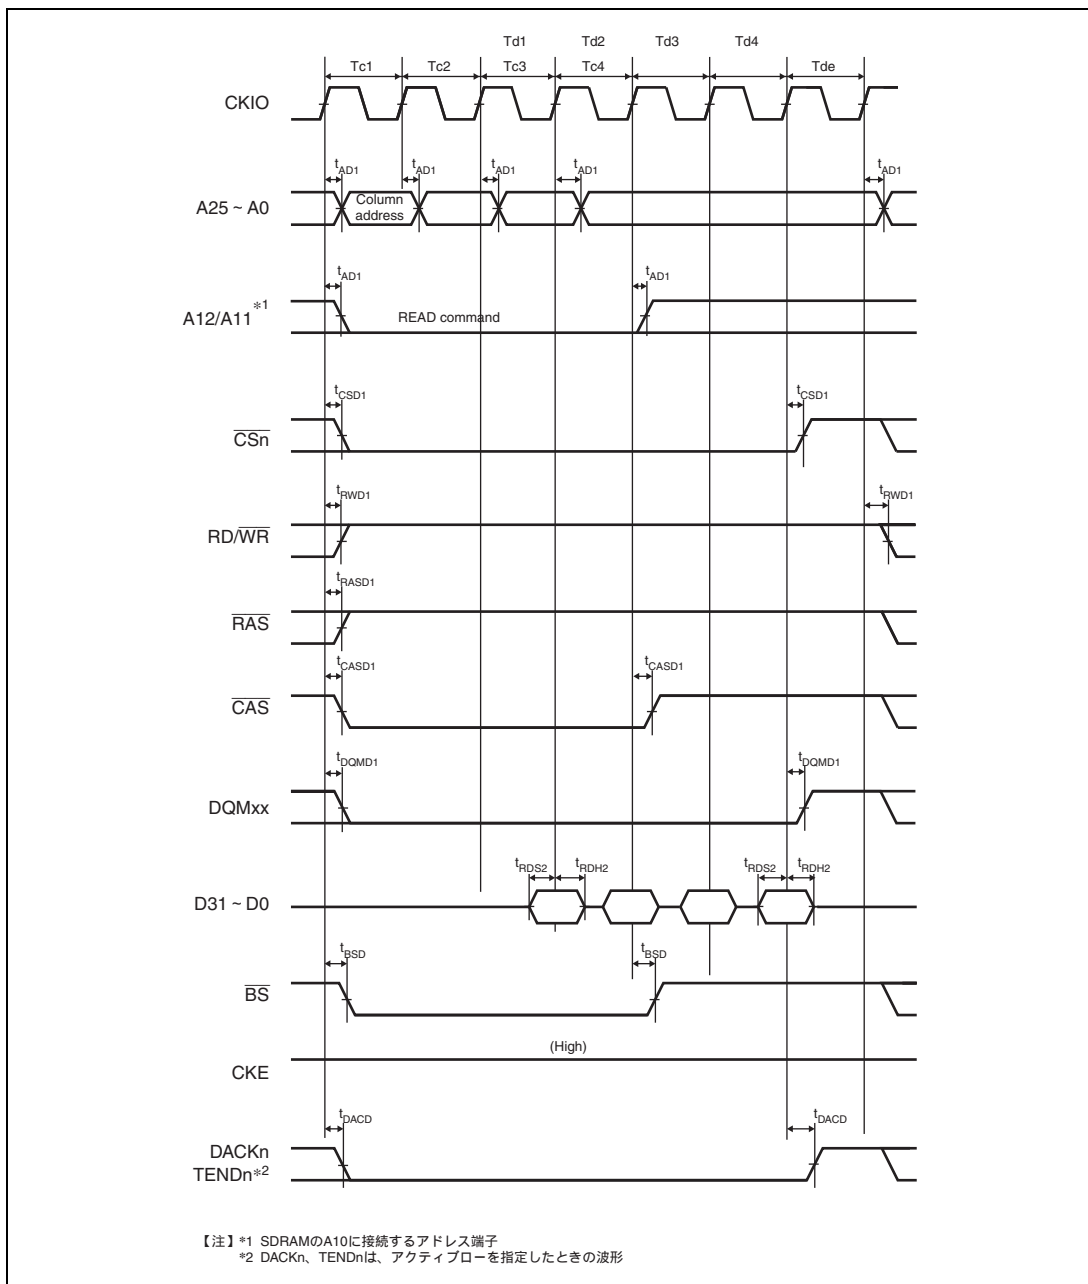 Td1 Td2 Td3 Td4
Tc1 Tc2 Tc3 Tc4 Tde
CKIO
tAD1 tAD1 tAD1 tAD1 tAD1
A25 ~ A0
Column
address
tAD1 tAD1
A12/A11 *1
READ command
tCSD1 tCSD1
CSn
tRWD1 tRWD1
RD/WR
tRASD1
RAS
tCASD1 tCASD1
CAS
tDQMD1 tDQMD1
DQMxx
tRDS2 tRDH2 tRDS2 tRDH2
D31 ~ D0
tBSD tBSD
BS
(High)
CKE
tDACD tDACD
DACKn
TENDn*2
【注】*1 SDRAMのA10に接続するアドレス端子
*2 DACKn、TENDnは、アクティブローを指定したときの波形